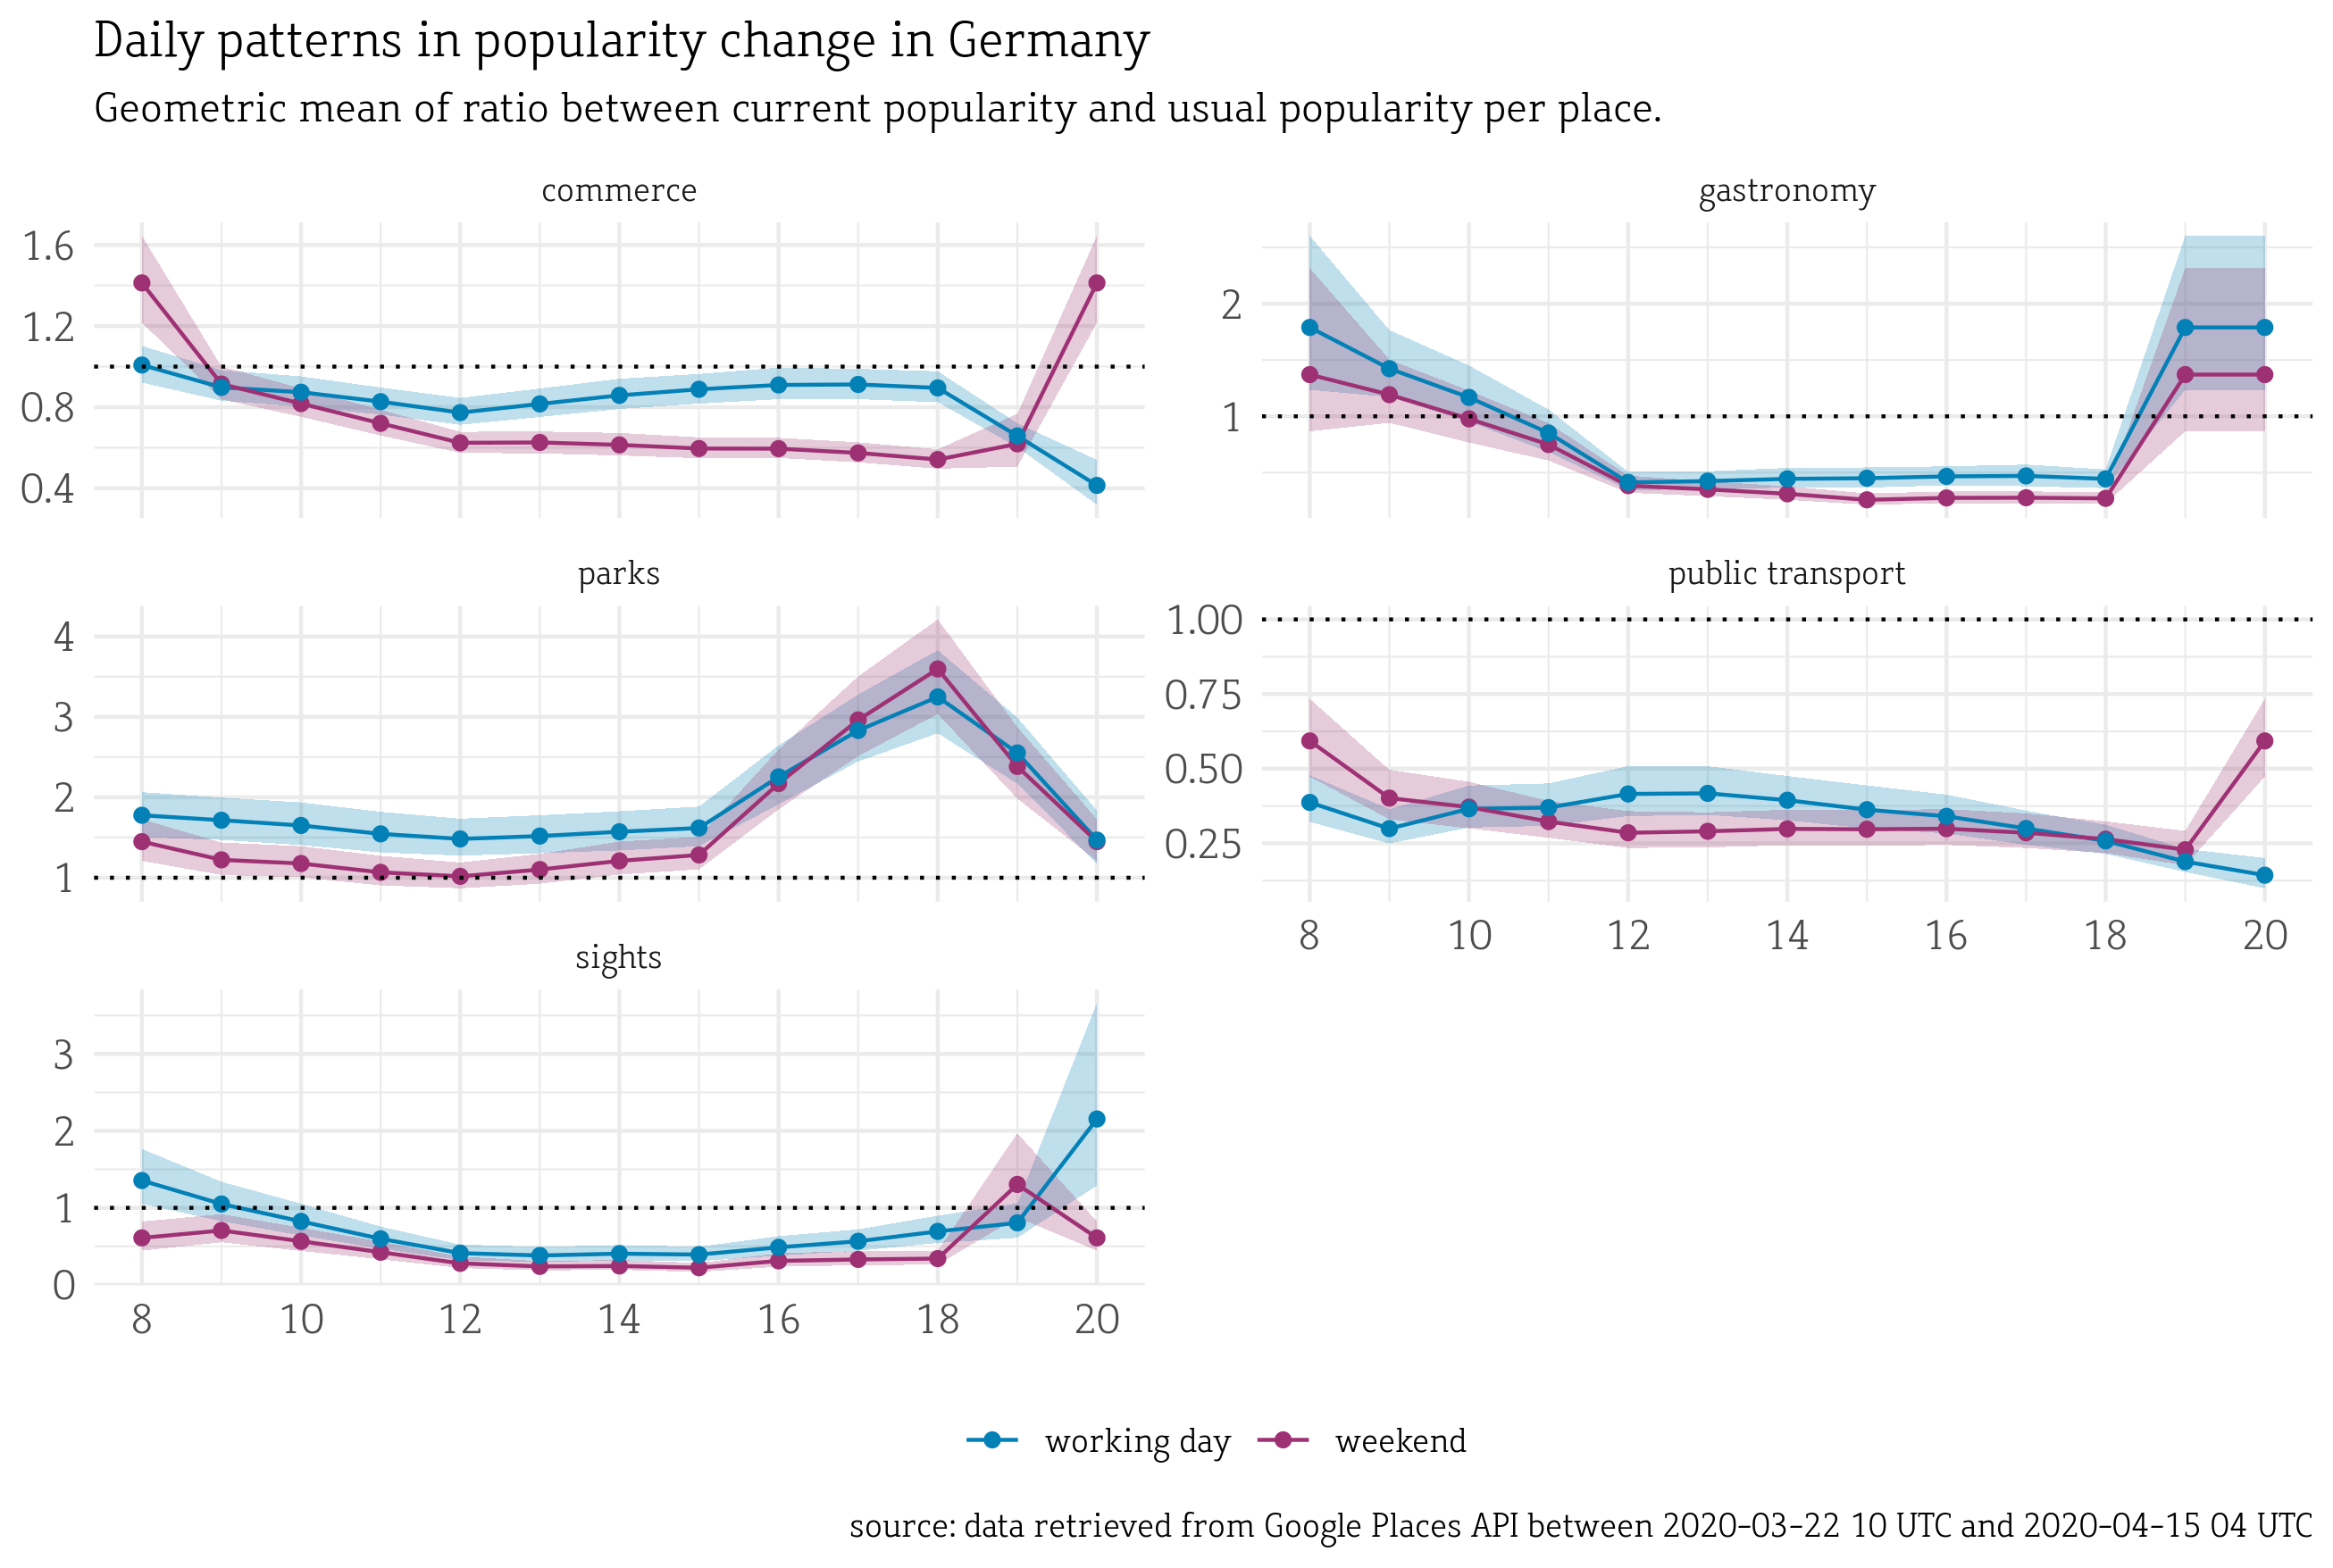 Daily patterns in popularity change in Germany
Geometric mean of ratio between current popularity and usual popularity per place.
commerce
1.6
1.2
0.8
0.4
gastronomy
2
1
parks
4
3
2
1
public transport
1.00
0.75
0.50
0.25
8 10 12 14 16 18 20
sights
3
2
1
0
8 10 12 14 16 18 20
working day weekend
source: data retrieved from Google Places API between 2020-03-22 10 UTC and 2020-04-15 04 UTC